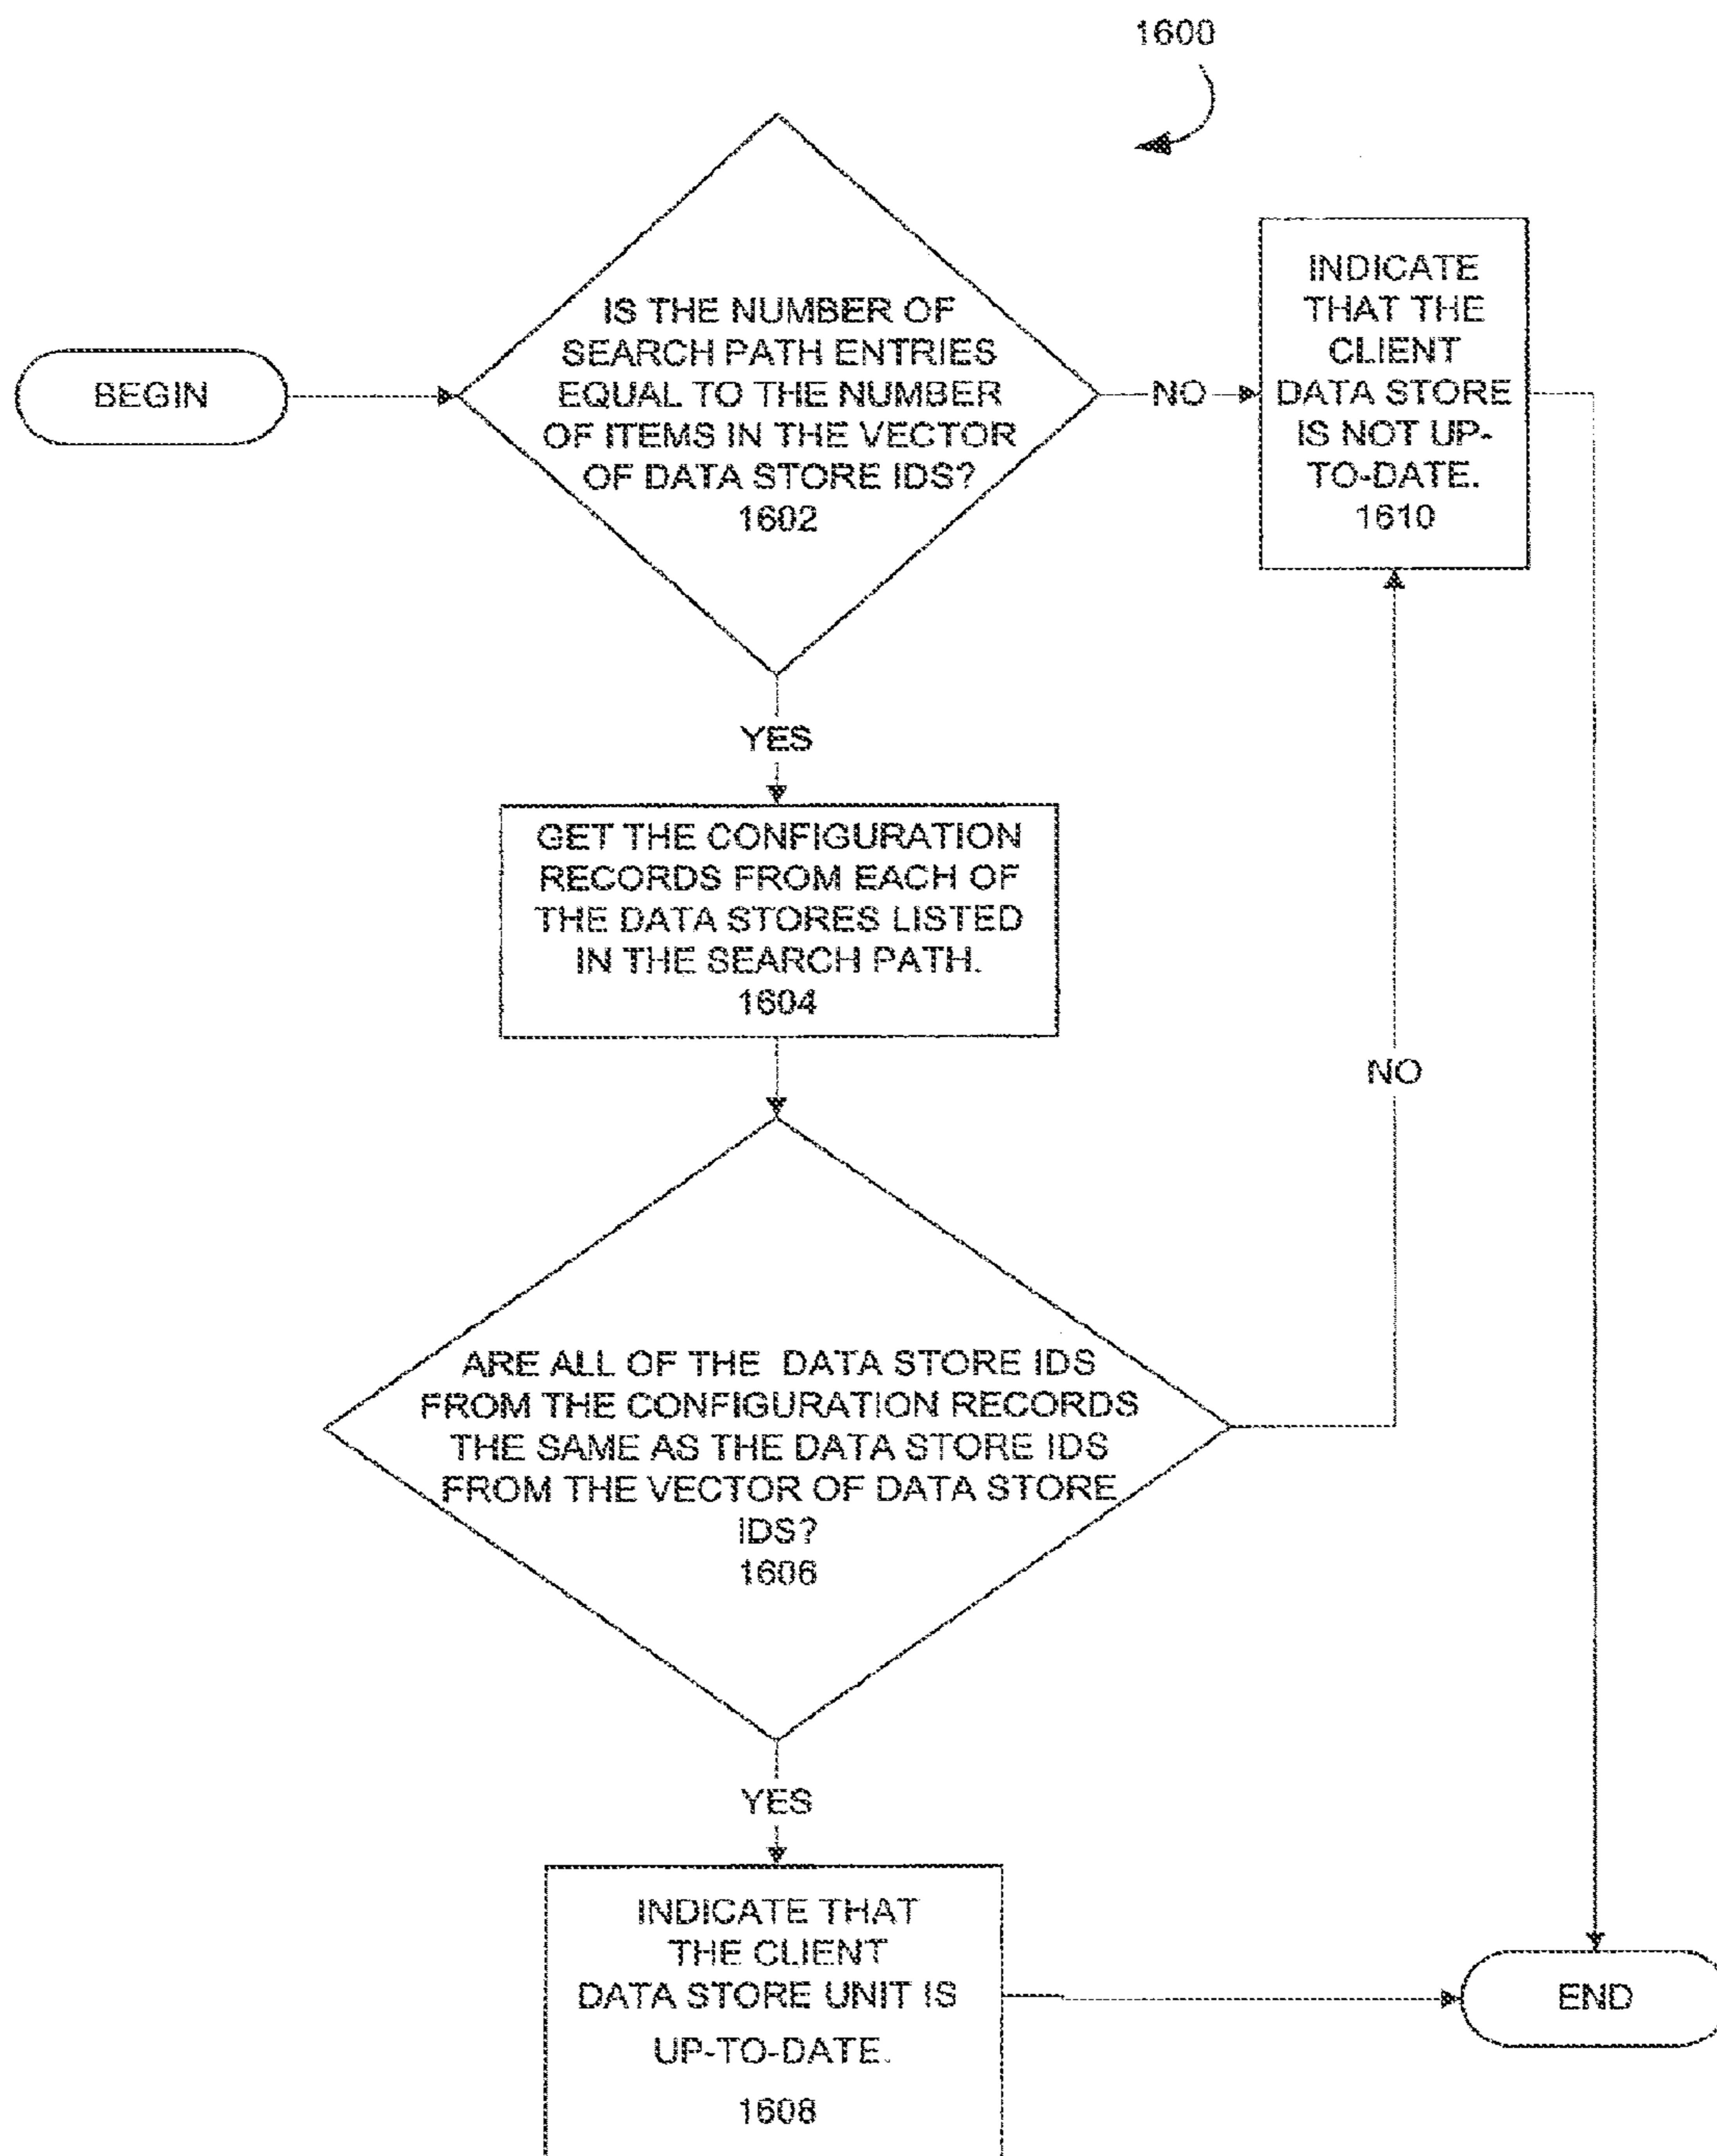 1600
BEGIN
IS THE NUMBER OF
SEARCH PATH ENTRIES
EQUAL TO THE NUMBER
OF ITEMS IN THE VECTOR
OF DATA STORE IDS?
1602
NO
INDICATE
THAT THE
CLIENT
DATA STORE
IS NOT UP-
TO-DATE.
1610
YES
GET THE CONFIGURATION
RECORDS FROM EACH OF
THE DATA STORES LISTED
IN THE SEARCH PATH.
1604
NO
ARE ALL OF THE DATA STORE IDS
FROM THE CONFIGURATION RECORDS
THE SAME AS THE DATA STORE IDS
FROM THE VECTOR OF DATA STORE
IDS?
1606
YES
INDICATE THAT
THE CLIENT
DATA STORE UNIT IS
UP-TO-DATE.
1608
END